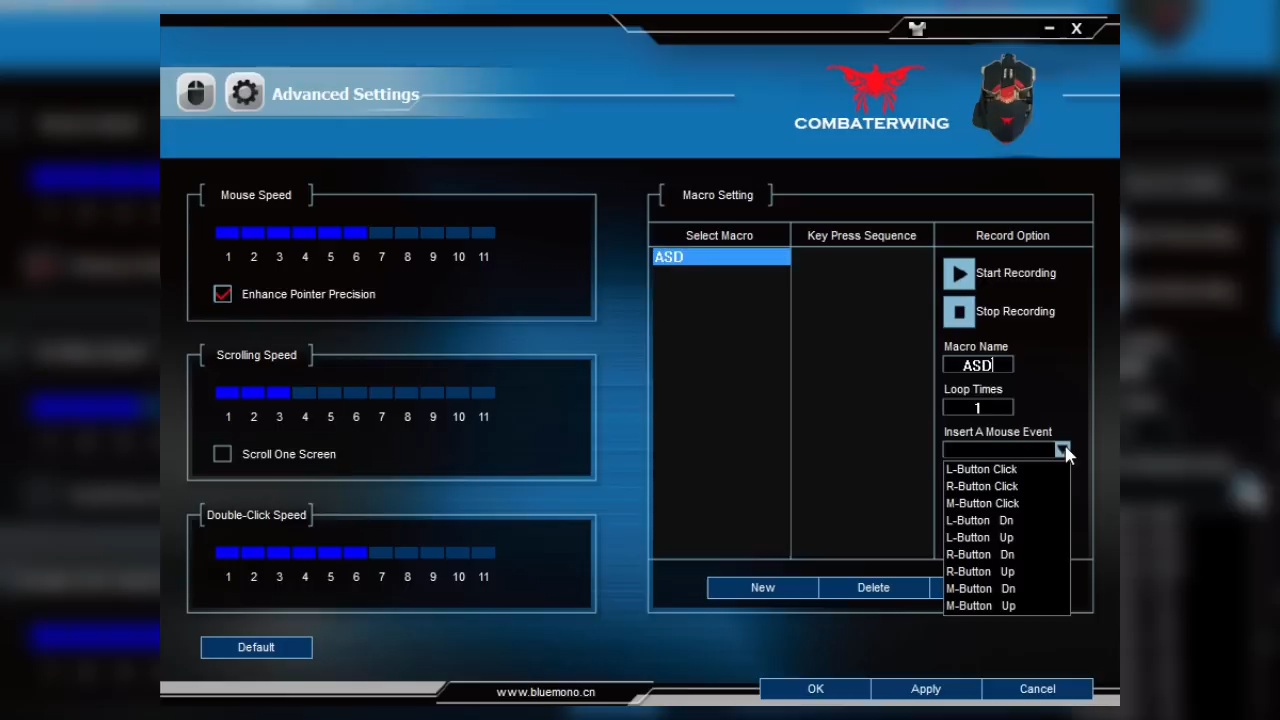 X
Advanced Settings
COMBATERWING
Mouse Speed
1 2 3 4 5 6 7 8 9 10 11
Enhance Pointer Precision
Scrolling Speed
1 2 3 4 5 6 7 8 9 10 11
Scroll One Screen
Double-Click Speed
1 2 3 4 5 6 7 8 9 10 11
Default
Macro Setting
Select Macro Key Press Sequence Record Option
ASD
Start Recording
Stop Recording
Macro Name
ASD
Loop Times
1
Insert A Mouse Event
L-Button Click
R-Button Click
M-Button Click
L-Button Dn
L-Button Up
R-Button Dn
R-Button Up
M-Button Dn
M-Button Up
New Delete
www.bluemono.cn
OK Apply Cancel